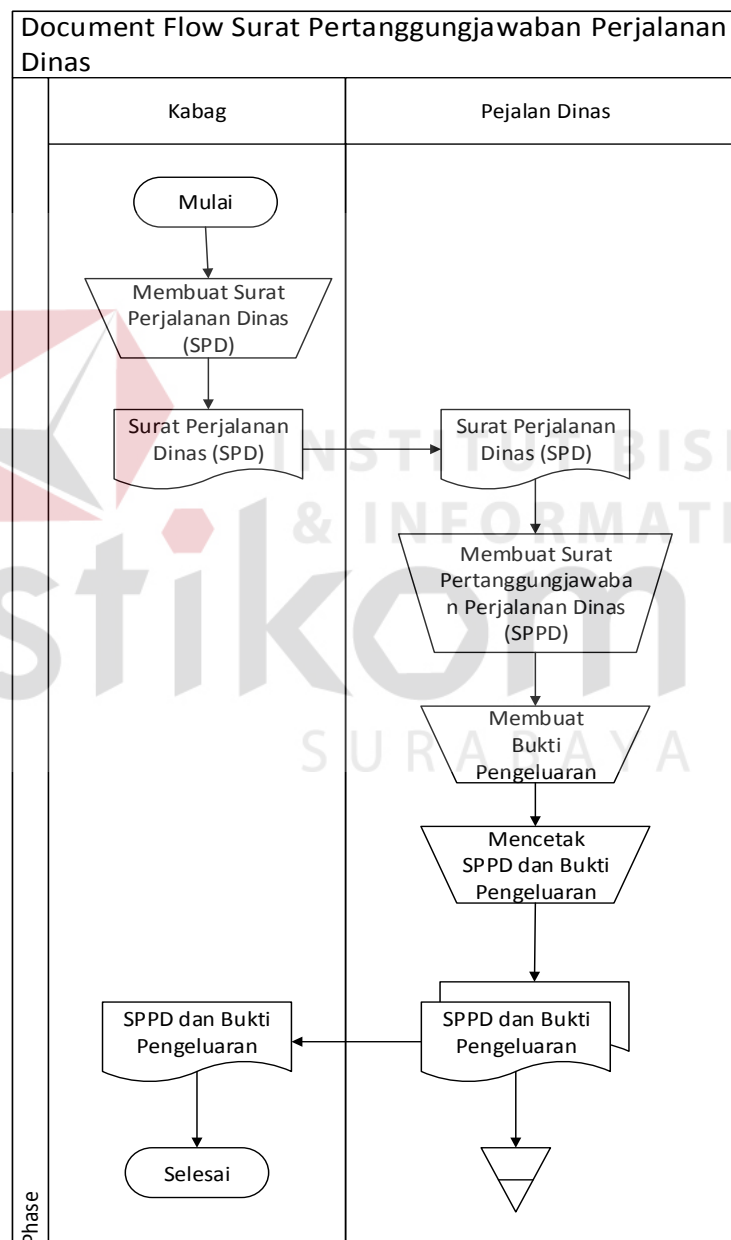 Document Flow Surat Pertanggungjawaban Perjalanan
Dinas
Kabag
Pejalan Dinas
Mulai
Membuat Surat
Perjalanan Dinas
(SPD)
Surat Perjalanan
Dinas (SPD)
Surat Perjalanan
Dinas (SPD)
INSTITUT BISI
& INFORMATI
stikom
SURABAYA
Membuat Surat
Pertanggungjawaba
n Perjalanan Dinas
(SPPD)
Membuat
Bukti
Pengeluaran
Mencetak
SPPD dan Bukti
Pengeluaran
SPPD dan Bukti
Pengeluaran
SPPD dan Bukti
Pengeluaran
Selesai
Phase